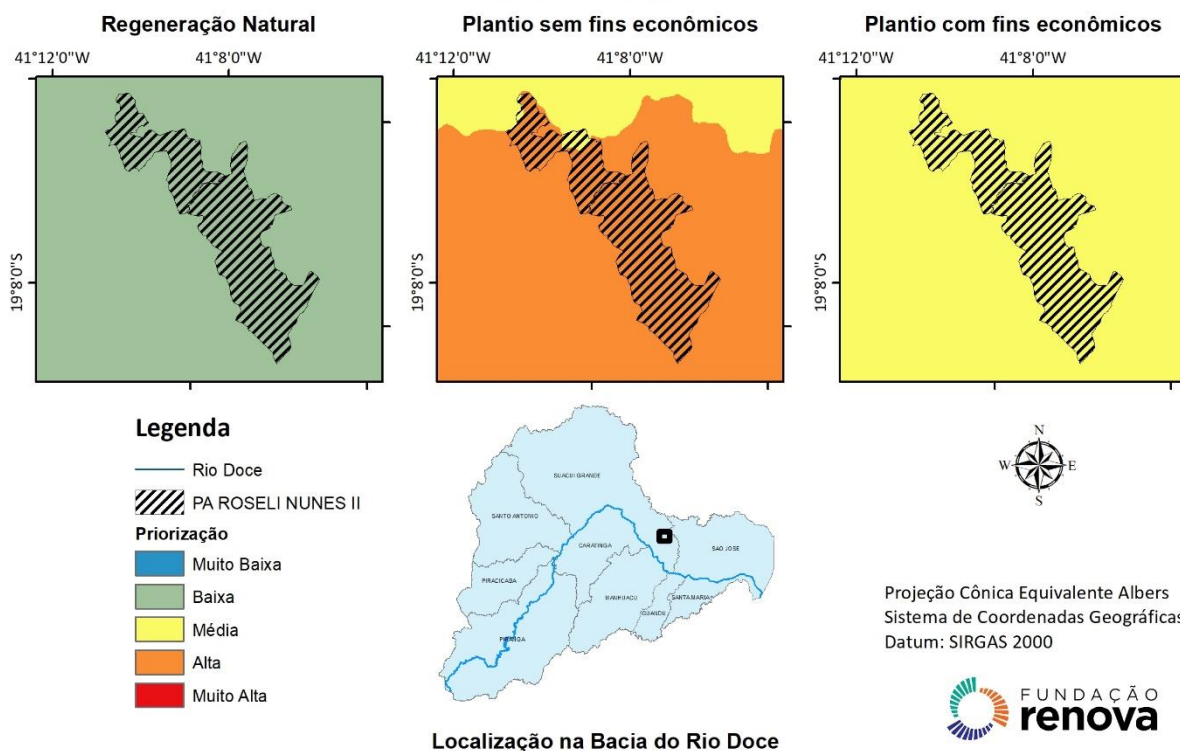 Regeneração Natural
Plantio sem fins econômicos
Plantio com fins econômicos
41°12'0"W 41°8'0"W
41°12'0"W 41°8'0"W
41°12'0"W 41°8'0"W
19°8'0"S
19°8'0"S
19°8'0"S
Legenda
Rio Doce
PA ROSELI NUNES II
Priorização
Muito Baixa
Baixa
Média
Alta
Muito Alta
SUACUI GRANDE
SANTO ANTONIO
CARATINGA
SAO JOSE
PIRACICABA
MANHUACU
SANTA MARIA
GUANDU
PIRANGA
Localização na Bacia do Rio Doce
N
W E
S
Projeção Cônica Equivalente Albers
Sistema de Coordenadas Geográficas
Datum: SIRGAS 2000
FUNDAÇÃO
renova